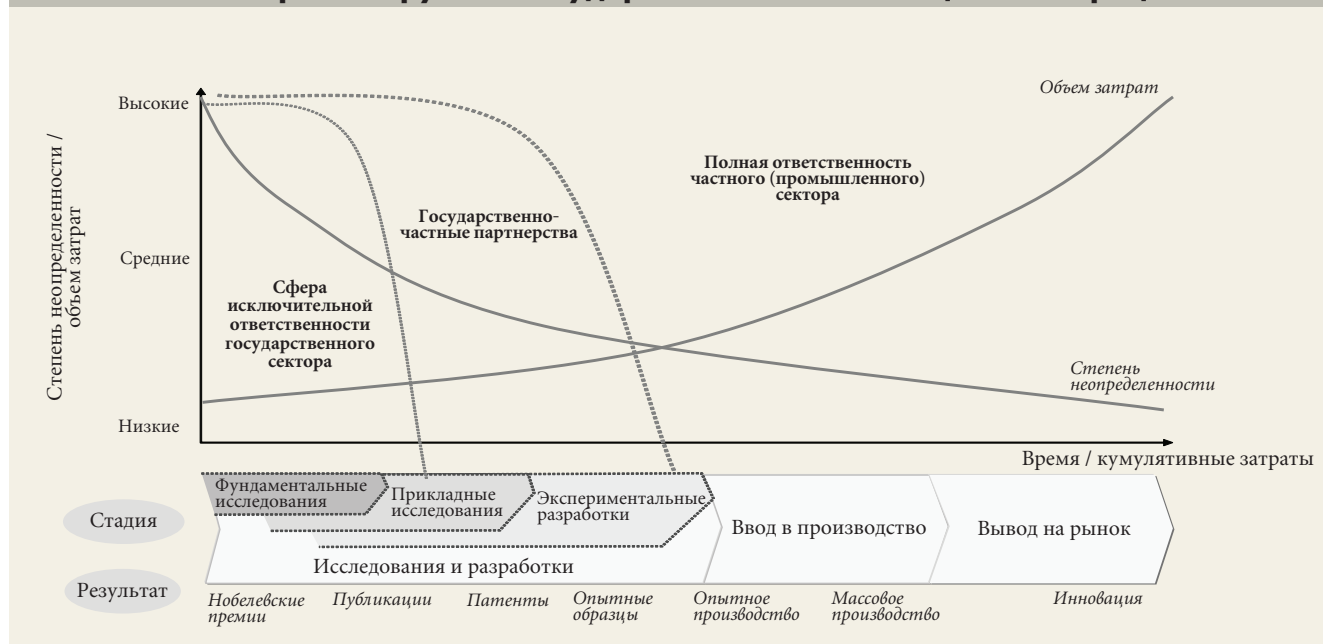 Высокие
Объем затрат
Полная ответственность
частного (промышленного)
сектора
Государственно-
частные партнерства
Степень неопределенности /
объем затрат
Средние
Сфера
исключительной
ответственности
государственного
сектора
Степень
неопределенности
Низкие
Время / кумулятивные затраты
Фундаментальные
исследования
Прикладные
исследования
Экспериментальные
разработки
Стадия
Ввод в производство
Вывод на рынок
Исследования и разработки
Результат
Нобелевские
премии
Публикации
Патенты
Опытные
образцы
Опытное
производство
Массовое
производство
Инновация